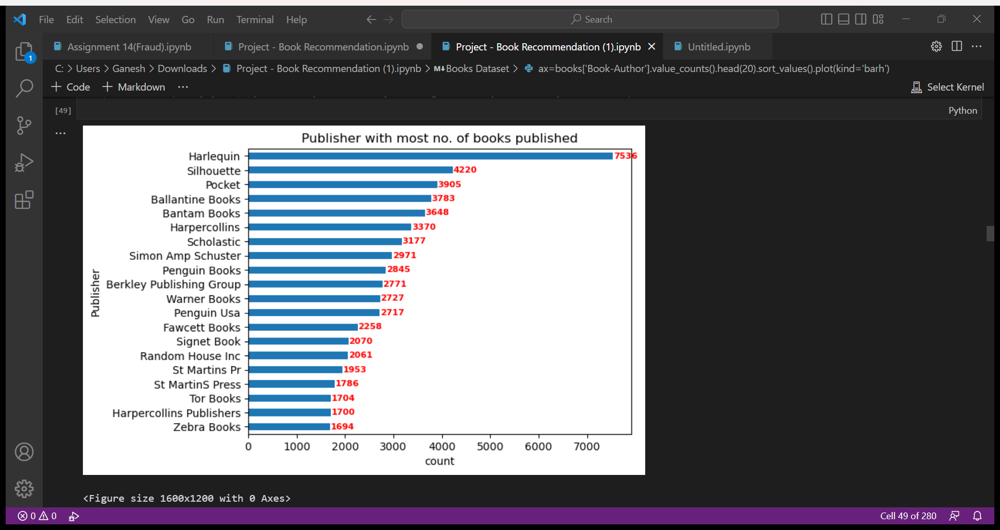 File Edit Selection View Go Run Terminal Help Search
Assignment 14(Fraud).ipynb Project - Book Recommendation.ipynb Project - Book Recommendation (1).ipynb Untitled.ipynb
C: > Users > Ganesh > Downloads > Project - Book Recommendation (1).ipynb > M↓Books Dataset > ax=books['Book-Author'].value_counts().head(20).sort_values().plot(kind='barh')
+ Code + Markdown ... Select Kernel
[49] Python
1
...
Publisher with most no. of books published
Harlequin 7536
Silhouette 4220
Pocket 3905
Ballantine Books 3783
Bantam Books 3648
Harpercollins 3370
Scholastic 3177
Simon Amp Schuster 2971
Penguin Books 2845
Berkley Publishing Group 2771
Warner Books 2727
Penguin Usa 2717
Fawcett Books 2258
Signet Book 2070
Random House Inc 2061
St Martins Pr 1953
St MartinS Press 1786
Tor Books 1704
Harpercollins Publishers 1700
Zebra Books 1694
Publisher
0 1000 2000 3000 4000 5000 6000 7000
count
<Figure size 1600x1200 with 0 Axes>
0 0 Cell 49 of 280